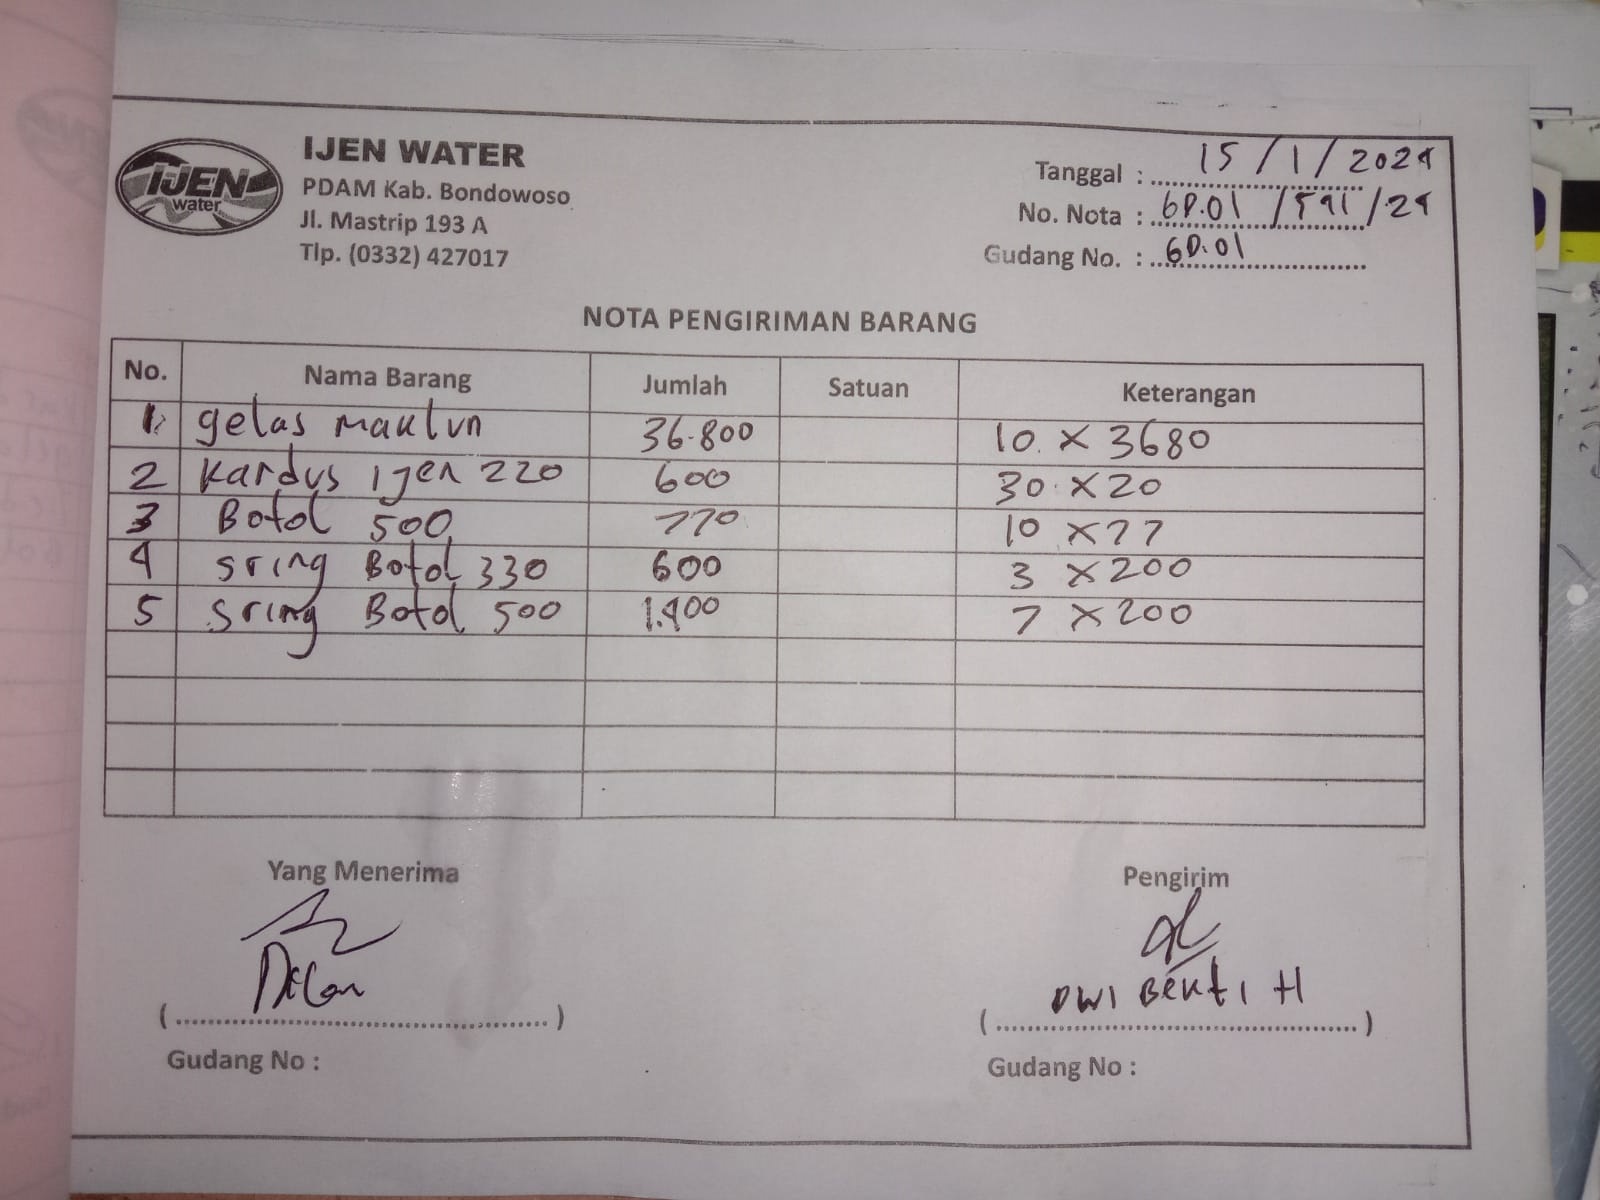 IJEN
water
IJEN WATER
PDAM Kab. Bondowoso
Jl. Mastrip 193 A
Tlp. (0332) 427017
Tanggal : 15 / 1 / 2024
No. Nota : GD.01 / 591 / 24
Gudang No. : GD.01
NOTA PENGIRIMAN BARANG
No. Nama Barang Jumlah Satuan Keterangan
1. gelas Maklun 36.800 10 x 3680
2 Kardus ijen 220 600 30 x 20
3 Botol 500 770 10 x 77
4 sring Botol 330 600 3 x 200
5 Sring Botol 500 1.400 7 x 200
Yang Menerima Pengirim
Dilan DWI BEKTI H
(........................) (........................)
Gudang No : Gudang No :